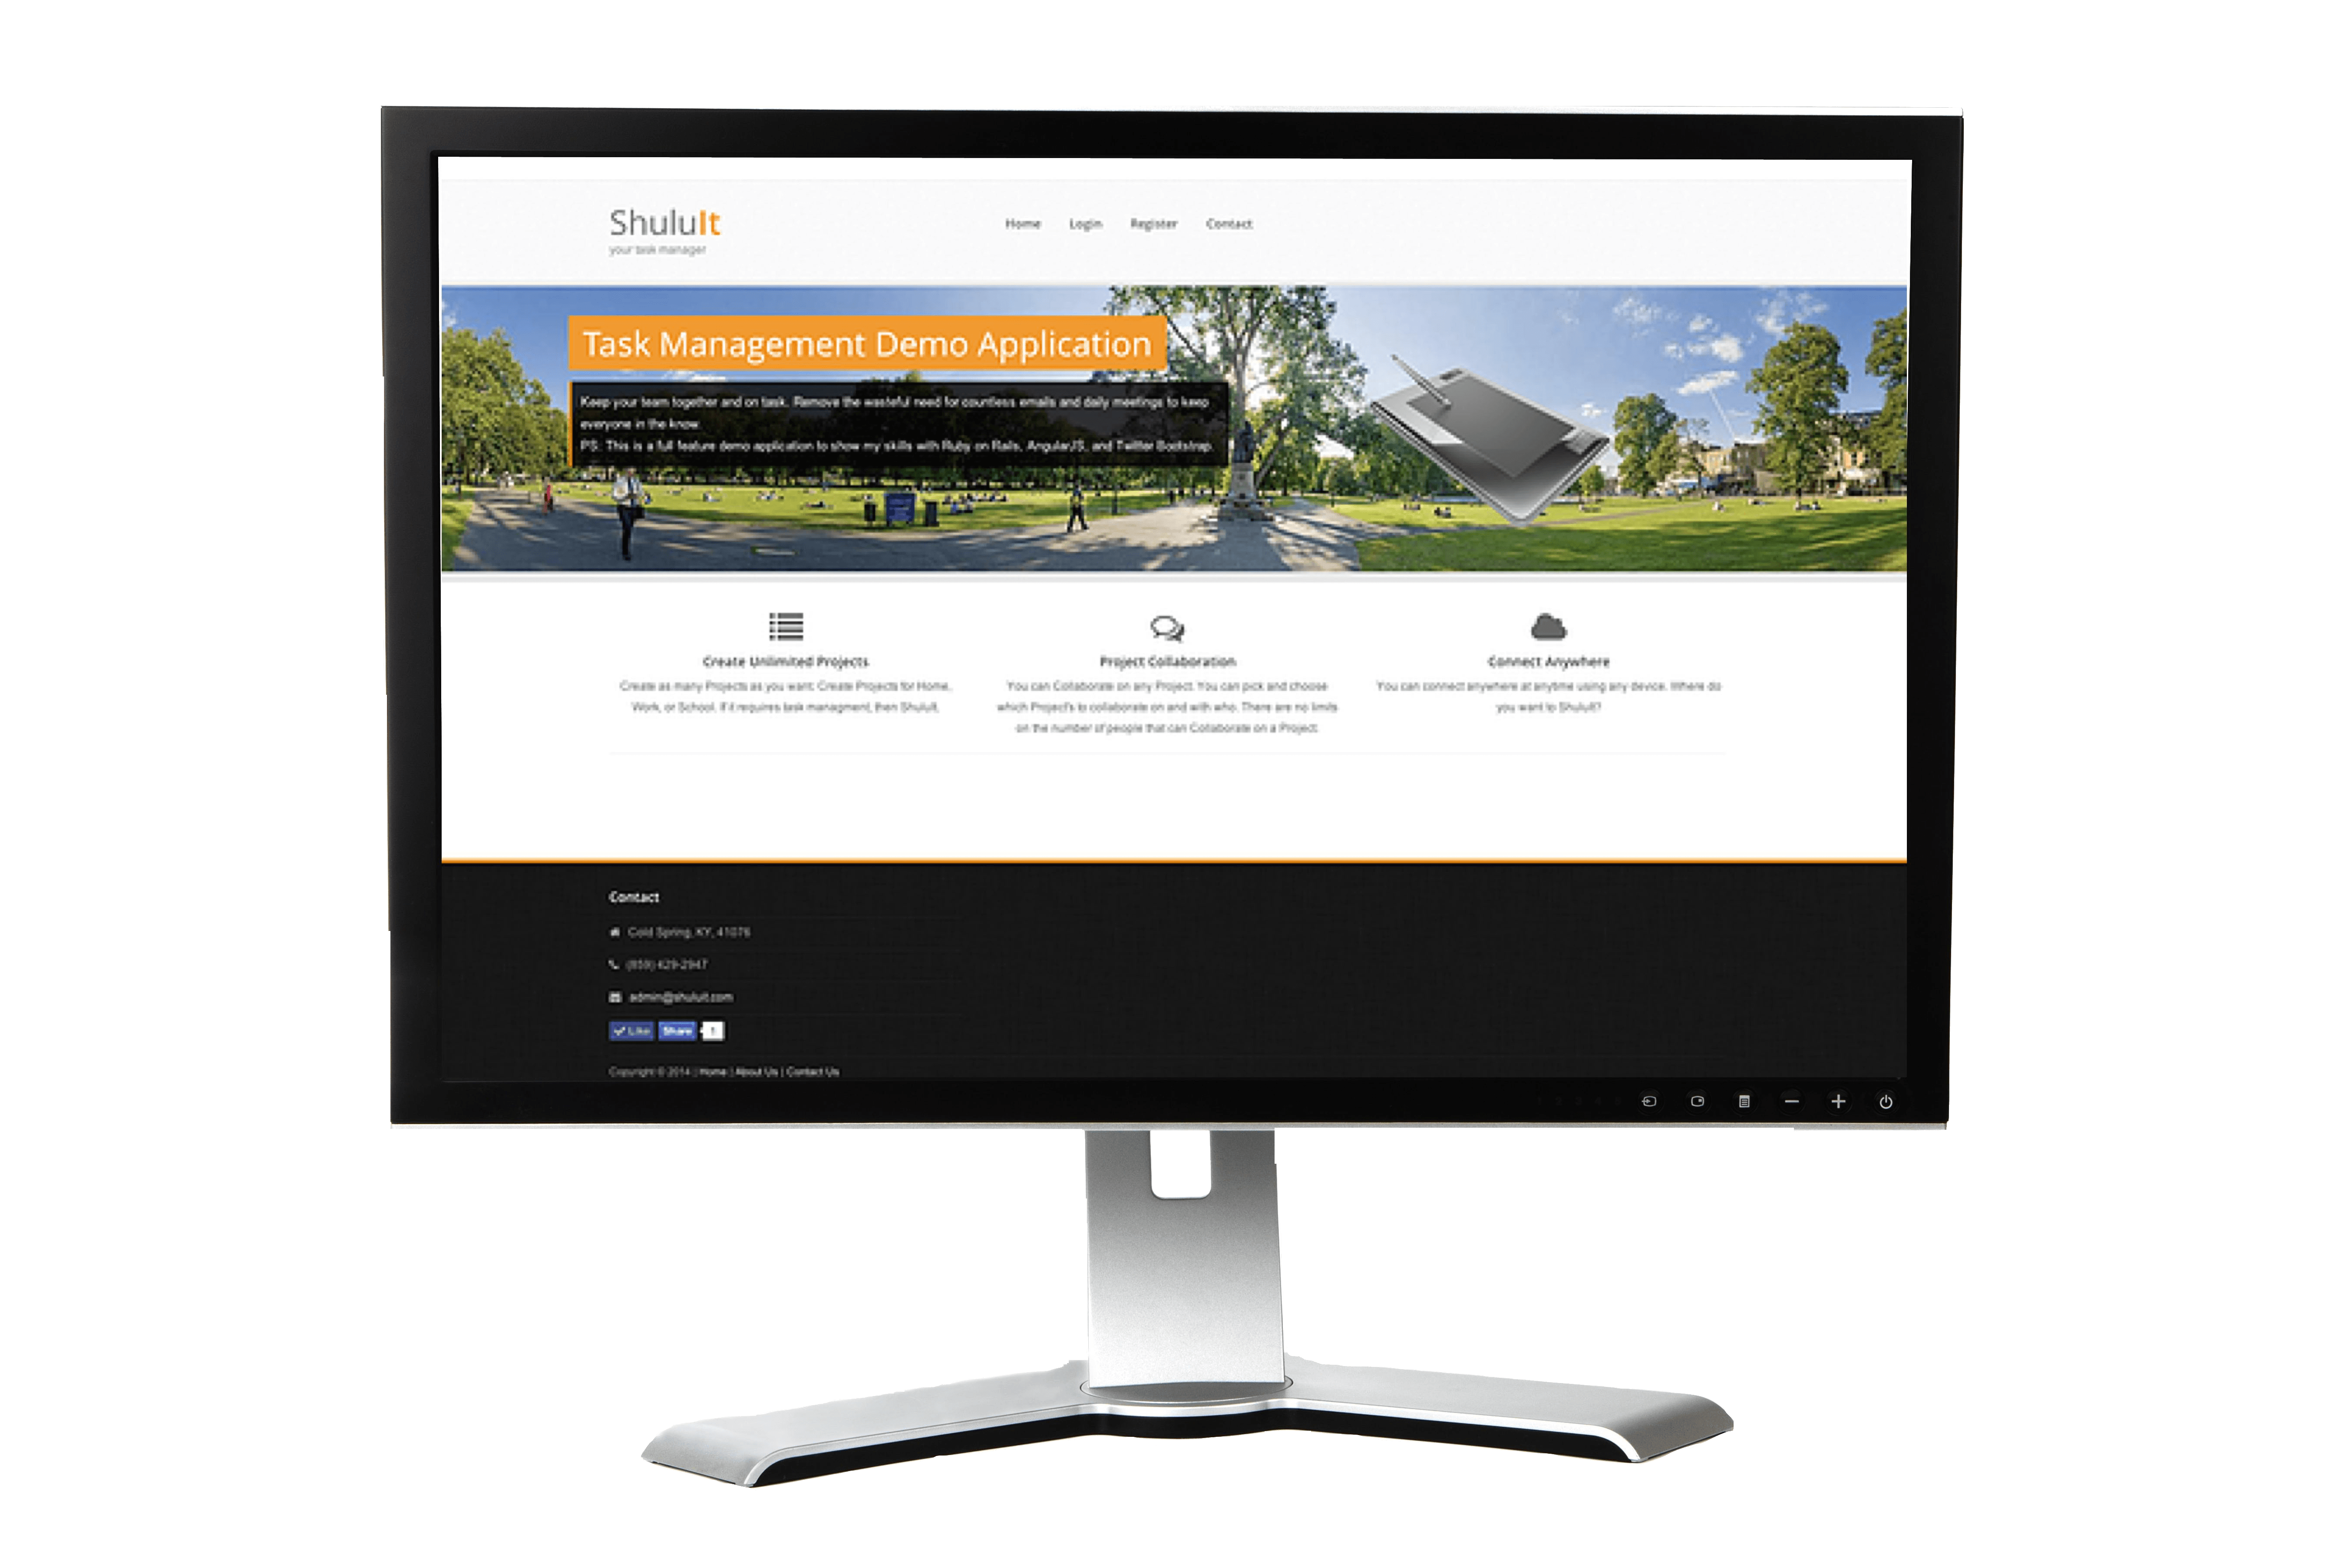 ShuluIt
your task manager
Home Login Register Contact
Task Management Demo Application
Keep your team together and on task. Remove the wasteful need for countless emails and daily meetings to keep
everyone in the know.
PS: This is a full feature demo application to show my skills with Ruby on Rails, AngularJS, and Twitter Bootstrap.
Create Unlimited Projects
Create as many Projects as you want. Create Projects for Home,
Work, or School. If it requires task managment, then ShuluIt.
Project Collaboration
You can Collaborate on any Project. You can pick and choose
which Project's to collaborate on and with who. There are no limits
on the number of people that can Collaborate on a Project.
Connect Anywhere
You can connect anywhere at anytime using any device. Where do
you want to ShuluIt?
Contact
Cold Spring, KY, 41076
(859) 429-2947
admin@shuluit.com
Like Share 1
Copyright © 2014 | Home | About Us | Contact Us